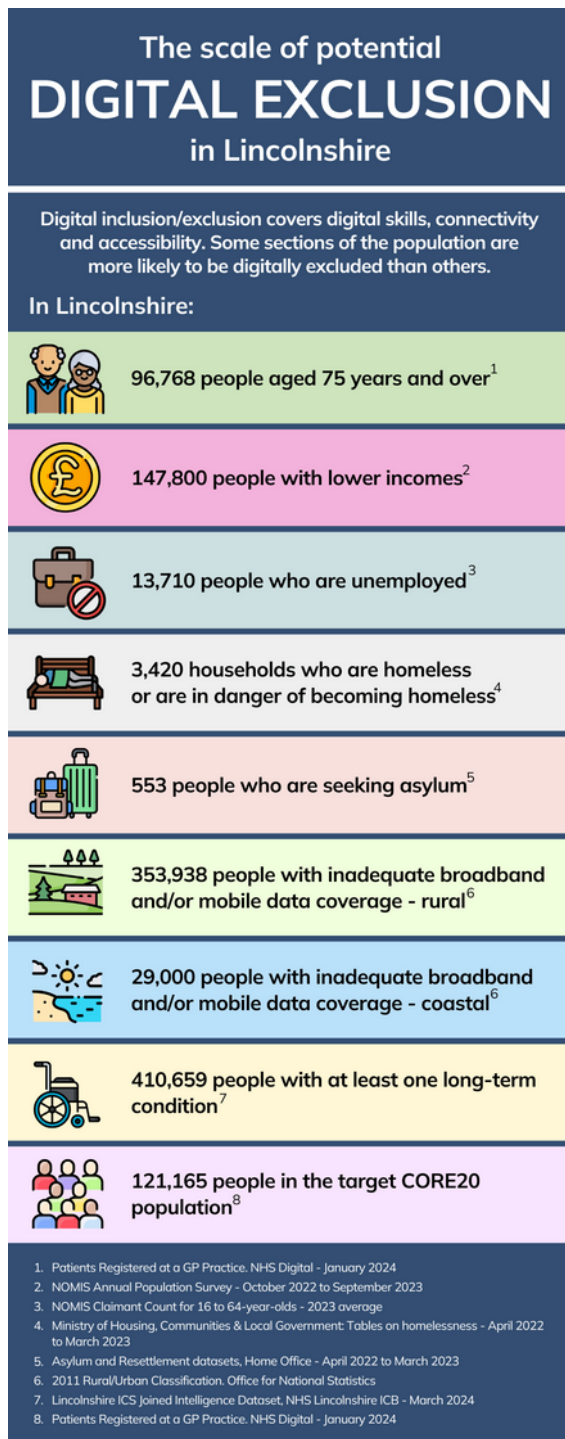 The scale of potential
DIGITAL EXCLUSION
in Lincolnshire
Digital inclusion/exclusion covers digital skills, connectivity
and accessibility. Some sections of the population are
more likely to be digitally excluded than others.
In Lincolnshire:
96,768 people aged 75 years and over1
147,800 people with lower incomes2
13,710 people who are unemployed3
3,420 households who are homeless
or are in danger of becoming homeless4
553 people who are seeking asylum5
353,938 people with inadequate broadband
and/or mobile data coverage - rural6
29,000 people with inadequate broadband
and/or mobile data coverage - coastal6
410,659 people with at least one long-term
condition7
121,165 people in the target CORE20
population8
1. Patients Registered at a GP Practice. NHS Digital - January 2024
2. NOMIS Annual Population Survey - October 2022 to September 2023
3. NOMIS Claimant Count for 16 to 64-year-olds - 2023 average
4. Ministry of Housing, Communities & Local Government: Tables on homelessness - April 2022
to March 2023
5. Asylum and Resettlement datasets, Home Office - April 2022 to March 2023
6. 2011 Rural/Urban Classification. Office for National Statistics
7. Lincolnshire ICS Joined Intelligence Dataset, NHS Lincolnshire ICB - March 2024
8. Patients Registered at a GP Practice. NHS Digital - January 2024